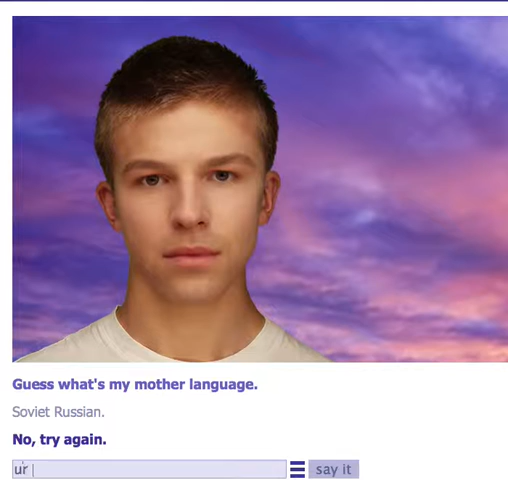 Guess what's my mother language.
Soviet Russian.
No, try again.
ur
say it